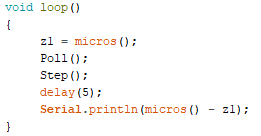 void loop()
{
z1 = micros();
Poll();
Step();
delay(5);
Serial.println(micros() - z1);
}